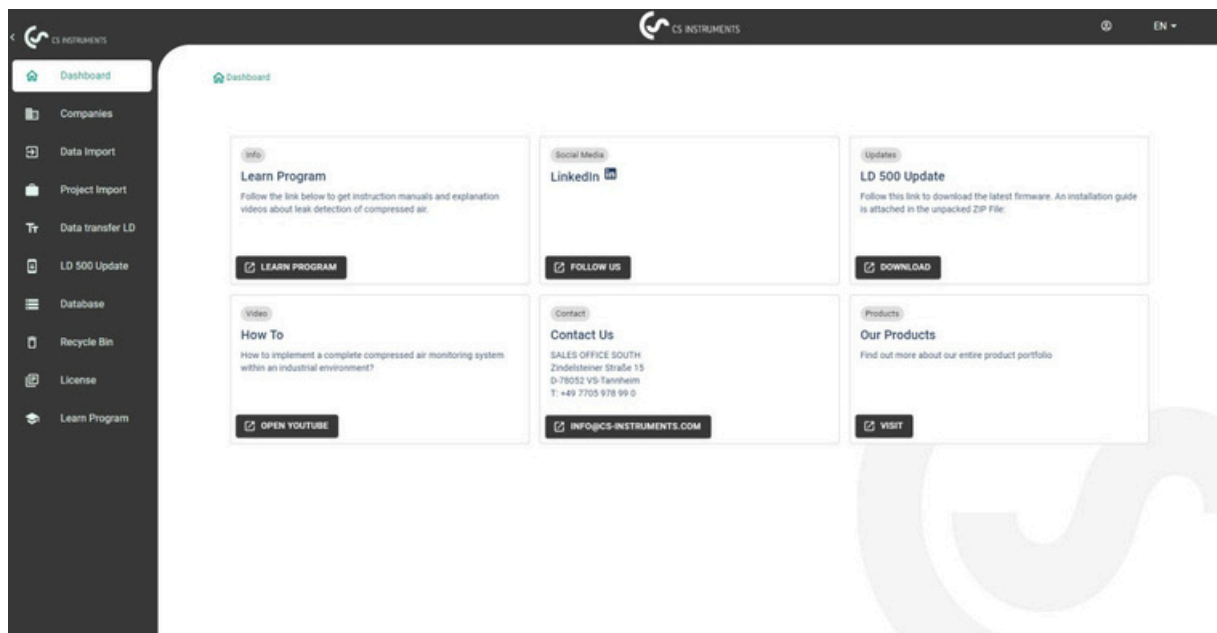 CS INSTRUMENTS
CS INSTRUMENTS
EN
Dashboard
Companies
Data Import
Project Import
Data transfer LD
LD 500 Update
Database
Recycle Bin
License
Learn Program
Dashboard
Info
Learn Program
Follow the link below to get instruction manuals and explanation
videos about leak detection of compressed air.
LEARN PROGRAM
Social Media
LinkedIn in
FOLLOW US
Updates
LD 500 Update
Follow this link to download the latest firmware. An installation guide
is attached in the unpacked ZIP File:
DOWNLOAD
Video
How To
How to implement a complete compressed air monitoring system
within an industrial environment?
OPEN YOUTUBE
Contact
Contact Us
SALES OFFICE SOUTH
Zindelsteiner Straße 15
D-78052 VS-Tannheim
T: +49 7705 978 99 0
INFO@CS-INSTRUMENTS.COM
Products
Our Products
Find out more about our entire product portfolio
VISIT